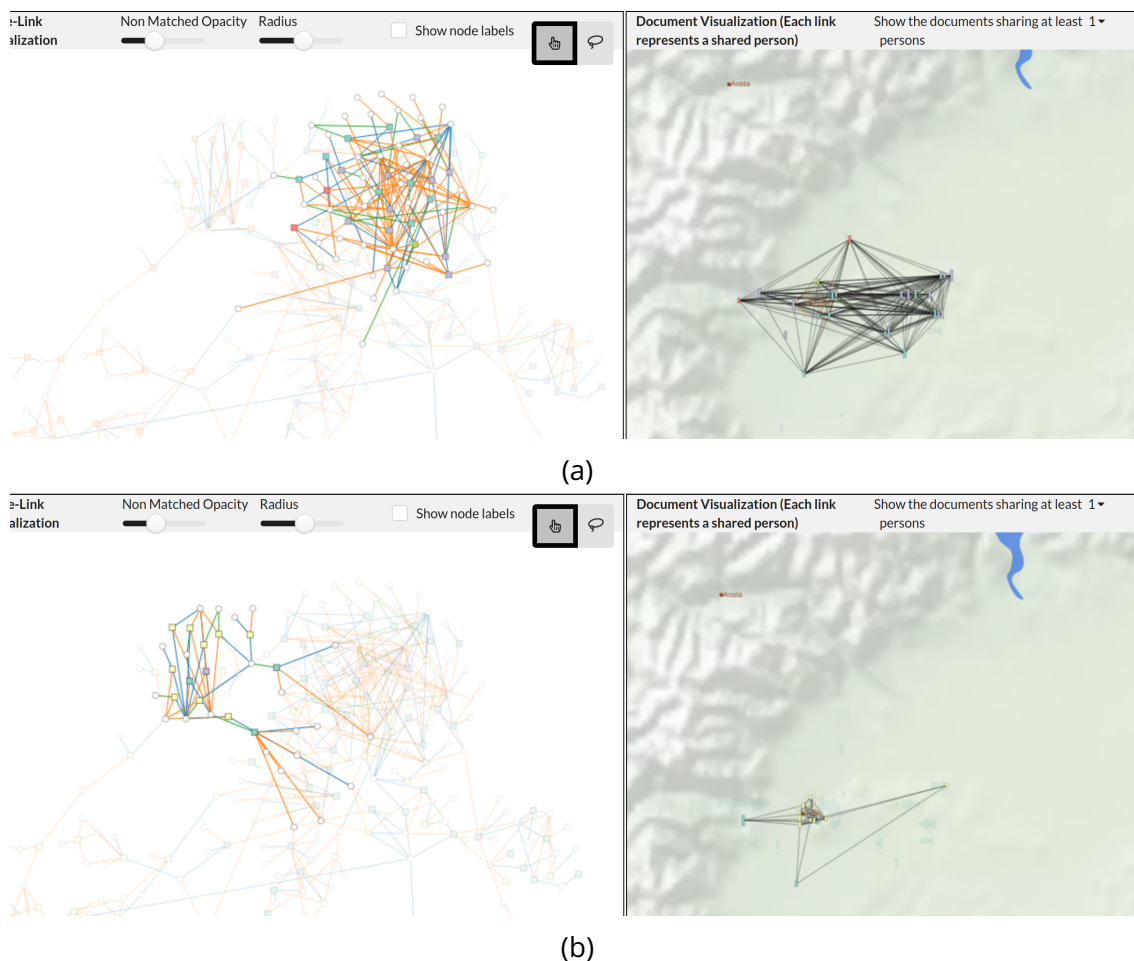 e-Link
alization
Non Matched Opacity
Radius
Show node labels
Document Visualization (Each link
represents a shared person)
Show the documents sharing at least 1
persons
Aosta
(a)
e-Link
alization
Non Matched Opacity
Radius
Show node labels
Document Visualization (Each link
represents a shared person)
Show the documents sharing at least 1
persons
Aosta
(b)